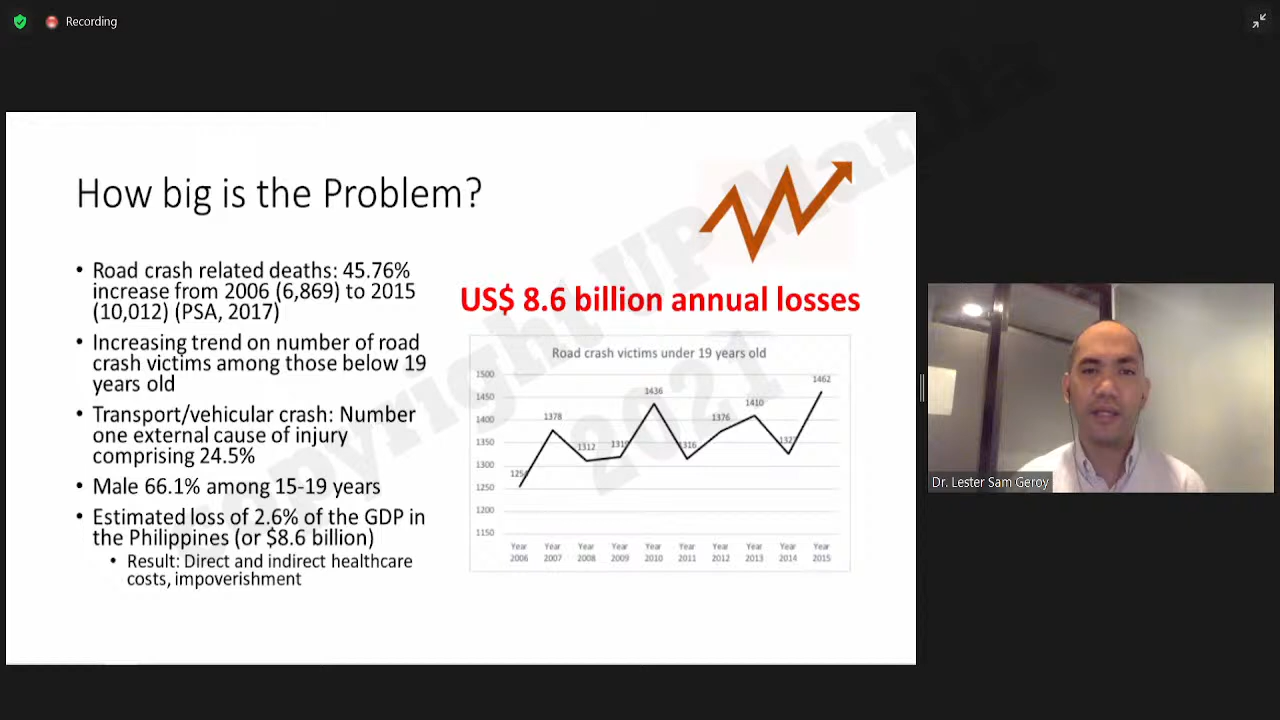 Recording
How big is the Problem?
• Road crash related deaths: 45.76%
increase from 2006 (6,869) to 2015
(10,012) (PSA, 2017)
• Increasing trend on number of road
crash victims among those below 19
years old
• Transport/vehicular crash: Number
one external cause of injury
comprising 24.5%
• Male 66.1% among 15-19 years
• Estimated loss of 2.6% of the GDP in
the Philippines (or $8.6 billion)
• Result: Direct and indirect healthcare
costs, impoverishment
US$ 8.6 billion annual losses
Road crash victims under 19 years old
1500
1450
1400
1350
1300
1250
1200
1150
1378
1312
1319
1436
1316
1376
1410
1327
1462
Year Year Year Year Year Year Year Year Year Year
2006 2007 2008 2009 2010 2011 2012 2013 2014 2015
Copyright UP Manila
2021
Dr. Lester Sam Geroy